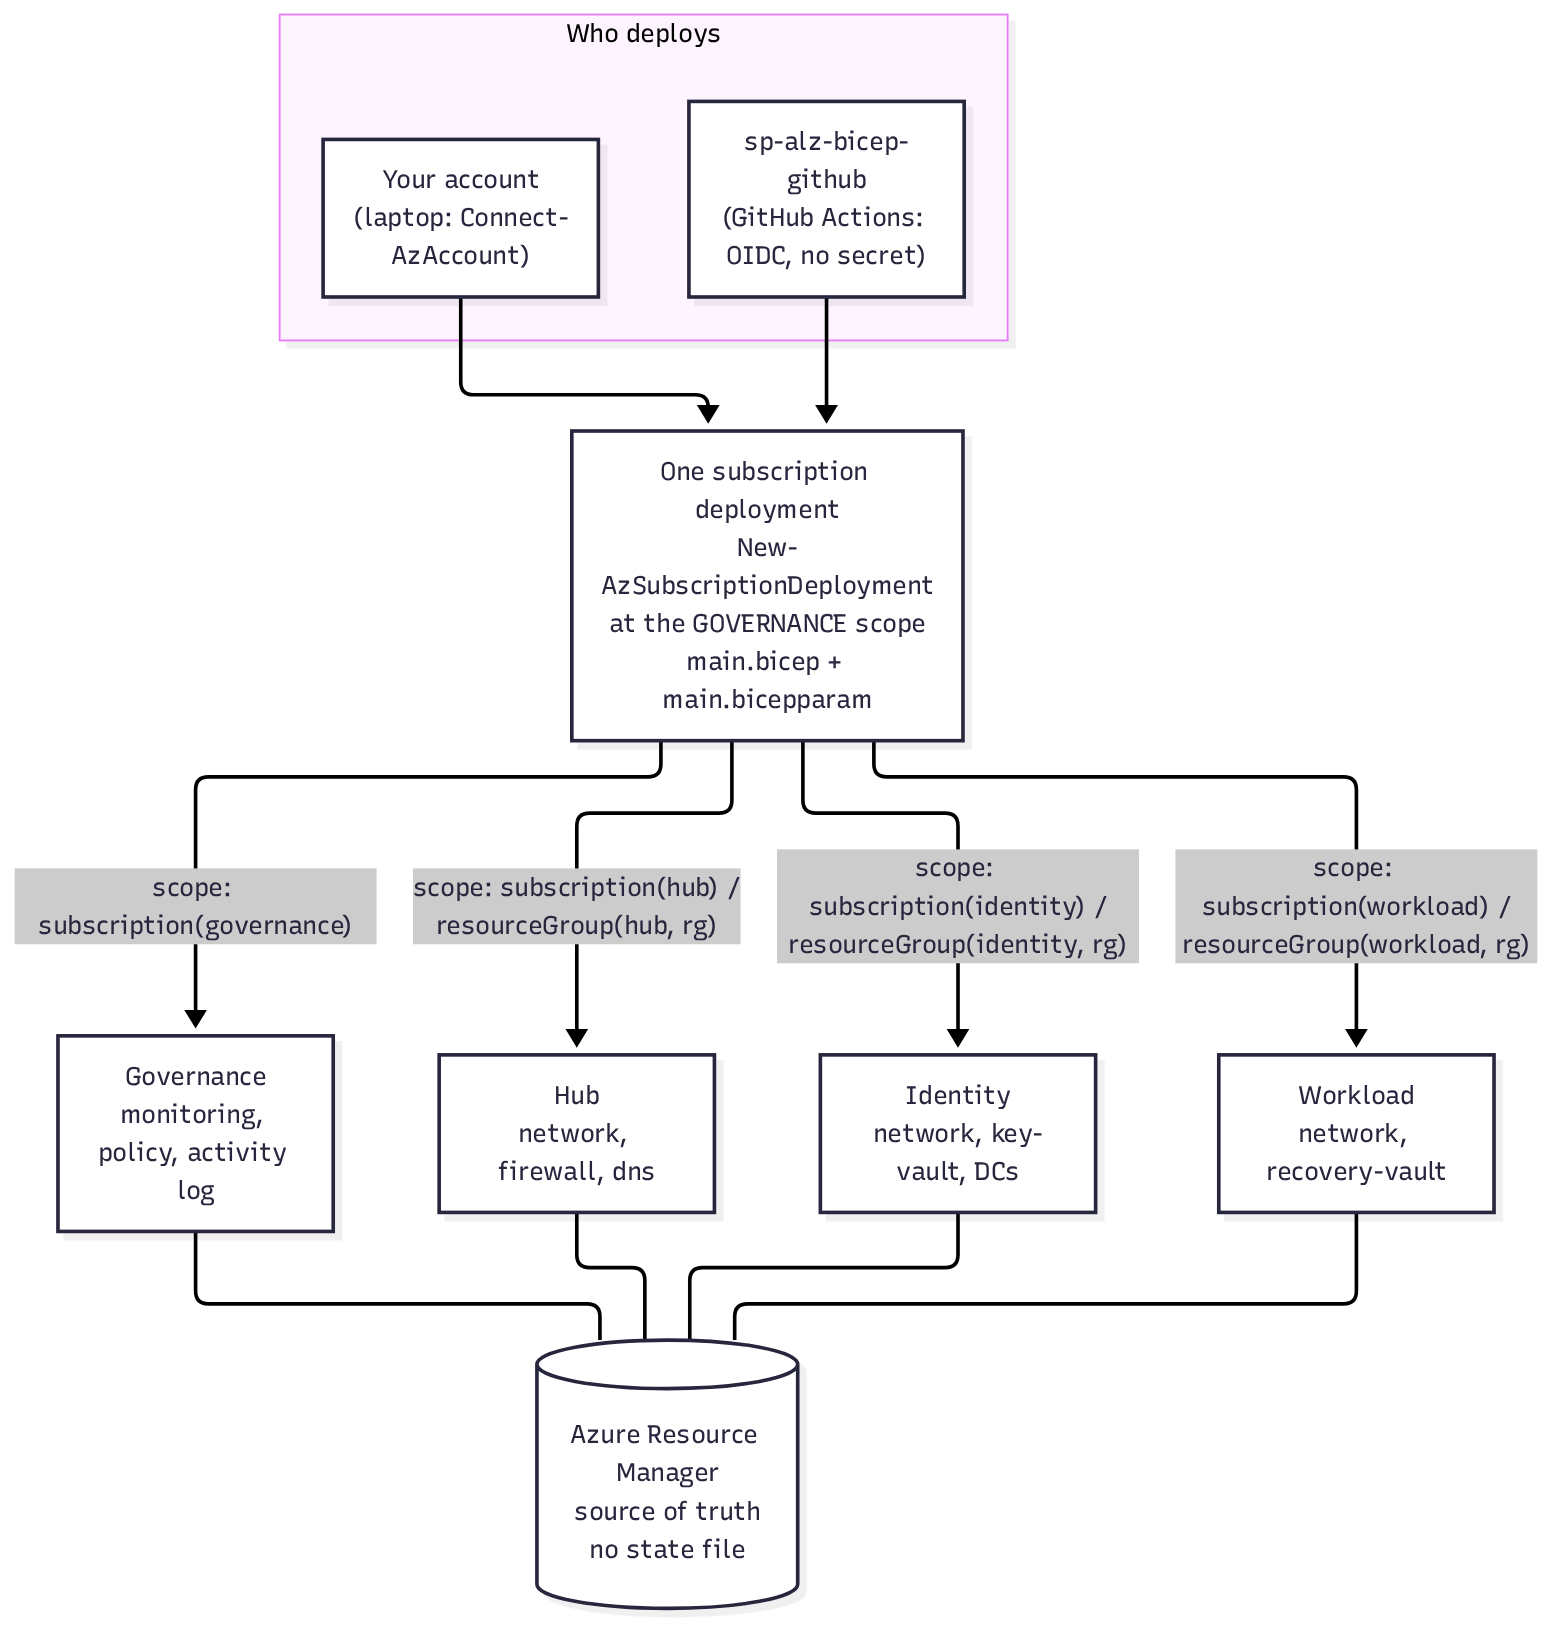 Who deploys
Your account
(laptop: Connect-
AzAccount)
sp-alz-bicep-
github
(GitHub Actions:
OIDC, no secret)
One subscription
deployment
New-
AzSubscriptionDeployment
at the GOVERNANCE scope
main.bicep +
main.bicepparam
scope:
subscription(governance)
scope: subscription(hub) /
resourceGroup(hub, rg)
scope:
subscription(identity) /
resourceGroup(identity, rg)
scope:
subscription(workload) /
resourceGroup(workload, rg)
Governance
monitoring,
policy, activity
log
Hub
network,
firewall, dns
Identity
network, key-
vault, DCs
Workload
network,
recovery-vault
Azure Resource
Manager
source of truth
no state file